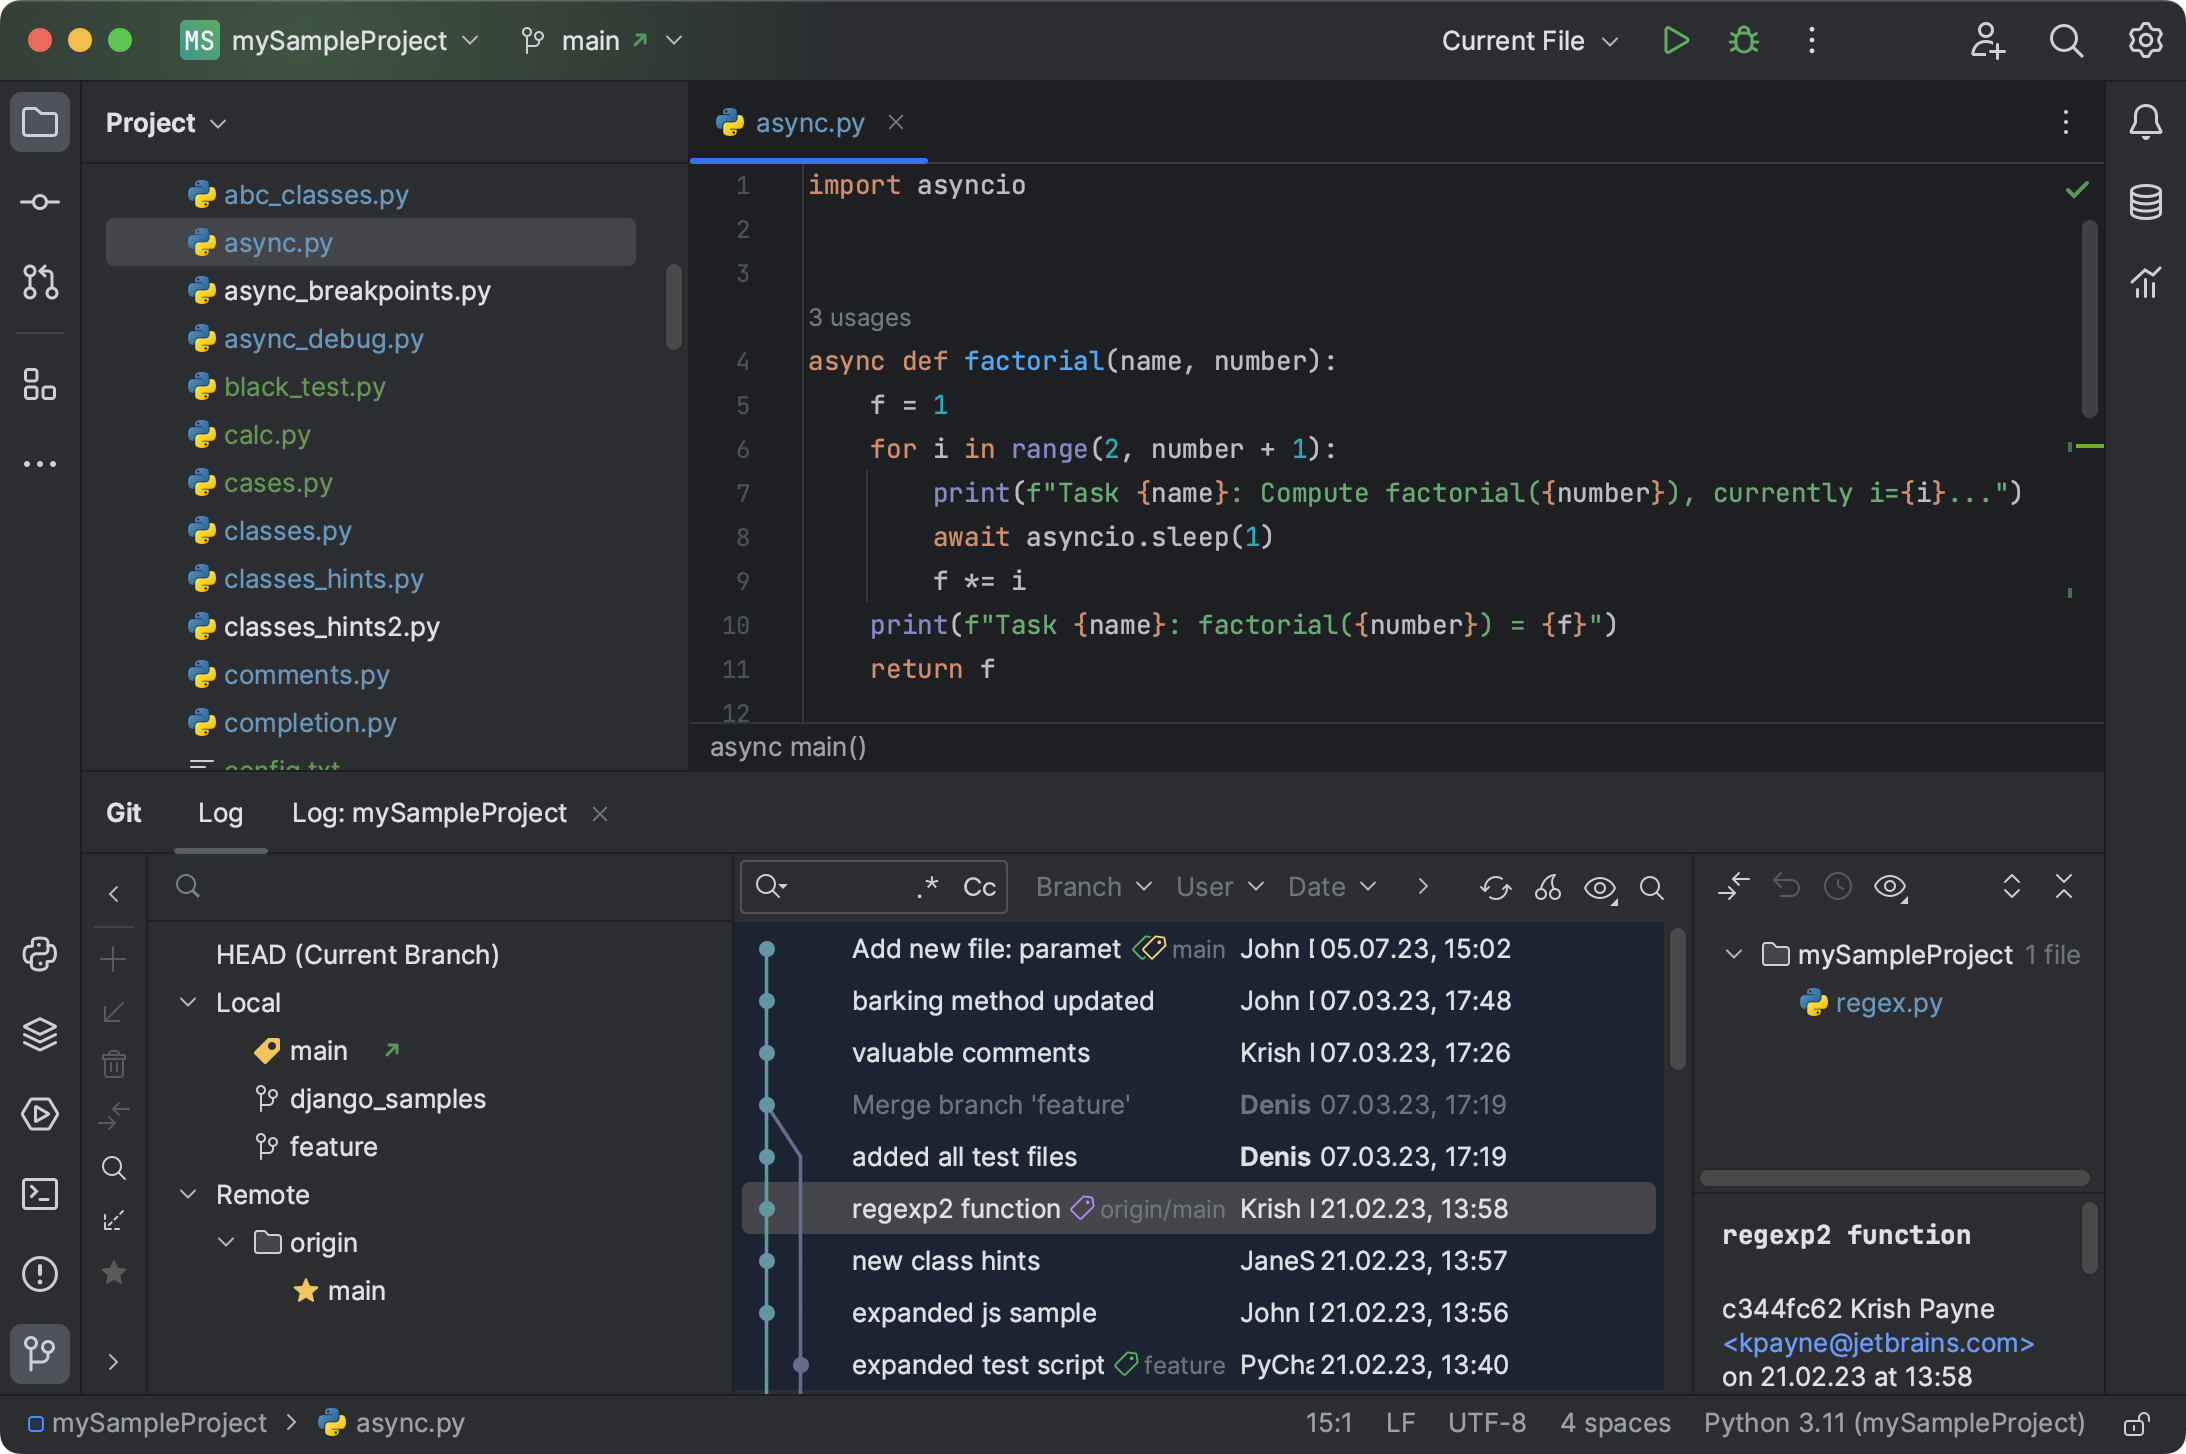 MS mySampleProject main Current File
Project
abc_classes.py
async.py
async_breakpoints.py
async_debug.py
black_test.py
calc.py
cases.py
classes.py
classes_hints.py
classes_hints2.py
comments.py
completion.py
config.txt
async.py
1 import asyncio
2
3
3 usages
4 async def factorial(name, number):
5 f = 1
6 for i in range(2, number + 1):
7 print(f"Task {name}: Compute factorial({number}), currently i={i}...")
8 await asyncio.sleep(1)
9 f *= i
10 print(f"Task {name}: factorial({number}) = {f}")
11 return f
12
async main()
Git Log Log: mySampleProject
HEAD (Current Branch)
Local
main
django_samples
feature
Remote
origin
main
.* Cc Branch User Date
Add new file: paramet main John 05.07.23, 15:02
barking method updated John 07.03.23, 17:48
valuable comments Krish 07.03.23, 17:26
Merge branch 'feature' Denis 07.03.23, 17:19
added all test files Denis 07.03.23, 17:19
regexp2 function origin/main Krish 21.02.23, 13:58
new class hints JaneS 21.02.23, 13:57
expanded js sample John 21.02.23, 13:56
expanded test script feature PyCha 21.02.23, 13:40
mySampleProject 1 file
regex.py
regexp2 function
c344fc62 Krish Payne
<kpayne@jetbrains.com>
on 21.02.23 at 13:58
mySampleProject > async.py 15:1 LF UTF-8 4 spaces Python 3.11 (mySampleProject)